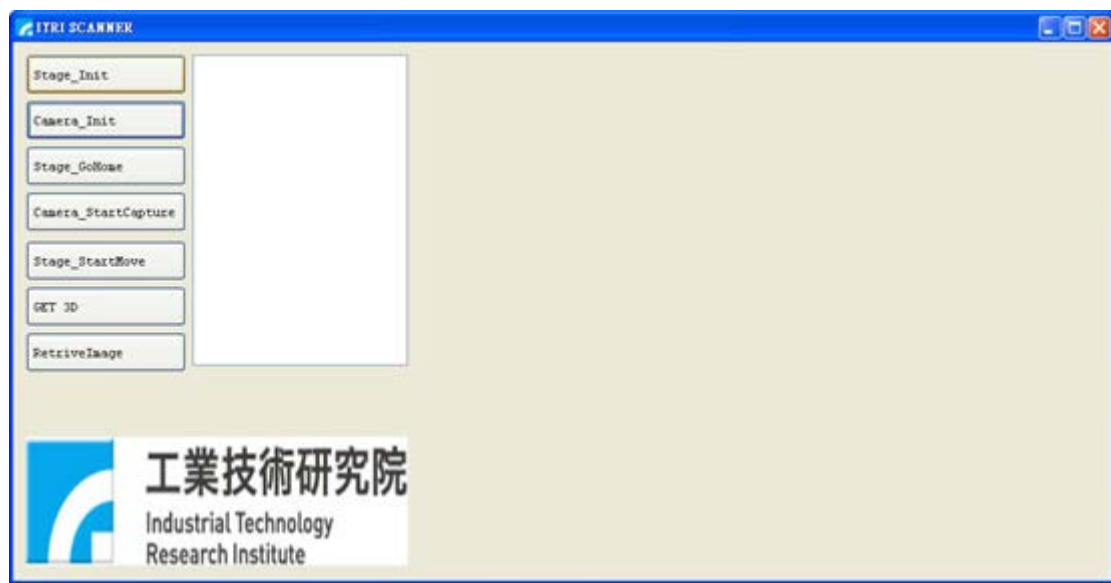 ITRI SCANNER
Stage_Init
Camera_Init
Stage_GoHome
Camera_StartCapture
Stage_StartMove
GET 3D
RetriveImage
工業技術研究院
Industrial Technology
Research Institute